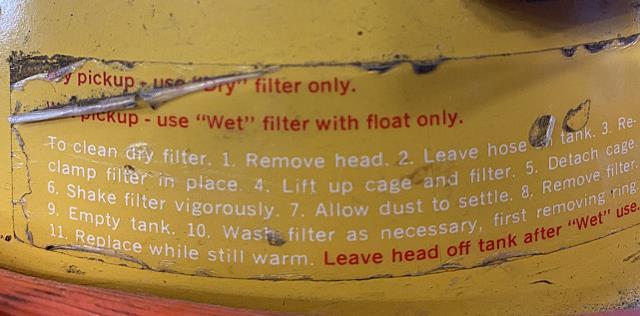 pickup - use "Dry" filter only.
pickup - use "Wet" filter with float only.
To clean dry filter. 1. Remove head. 2. Leave hose in tank. 3. Re-
clamp filter in place. 4. Lift up cage and filter. 5. Detach cage.
6. Shake filter vigorously. 7. Allow dust to settle. 8. Remove filter.
9. Empty tank. 10. Wash filter as necessary, first removing ring.
11. Replace while still warm. Leave head off tank after "Wet" use.